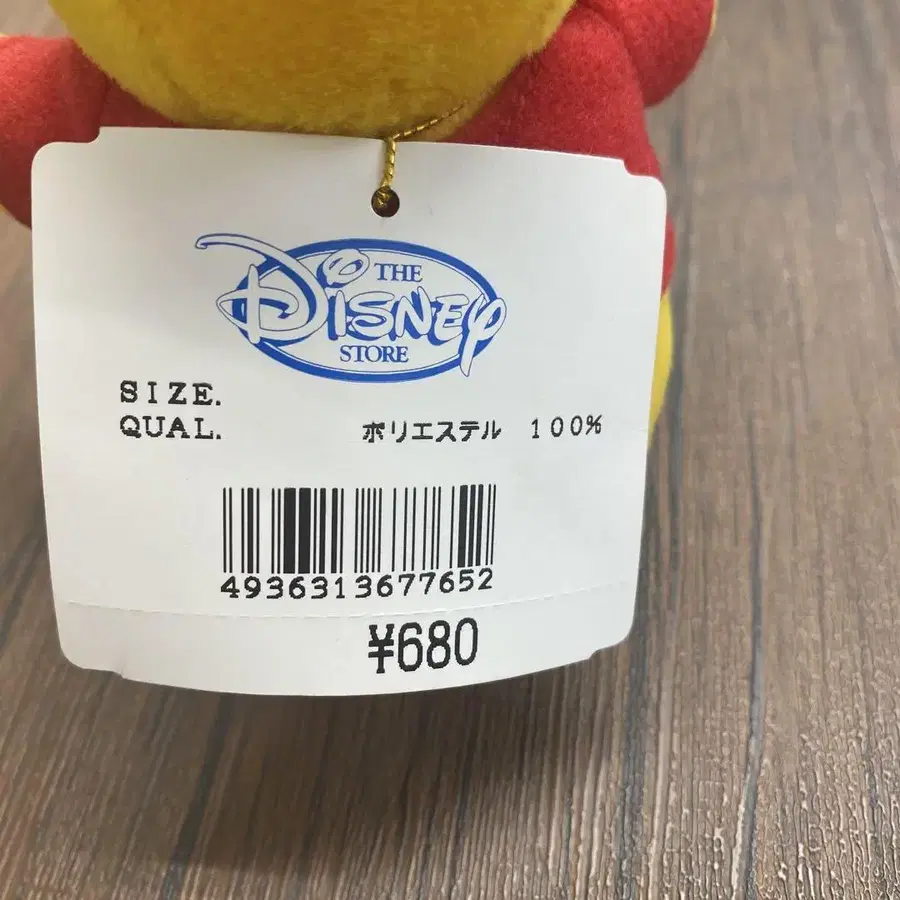 THE
Disney
STORE
SIZE.
QUAL. ポリエステル 100%
4936313677652
¥680